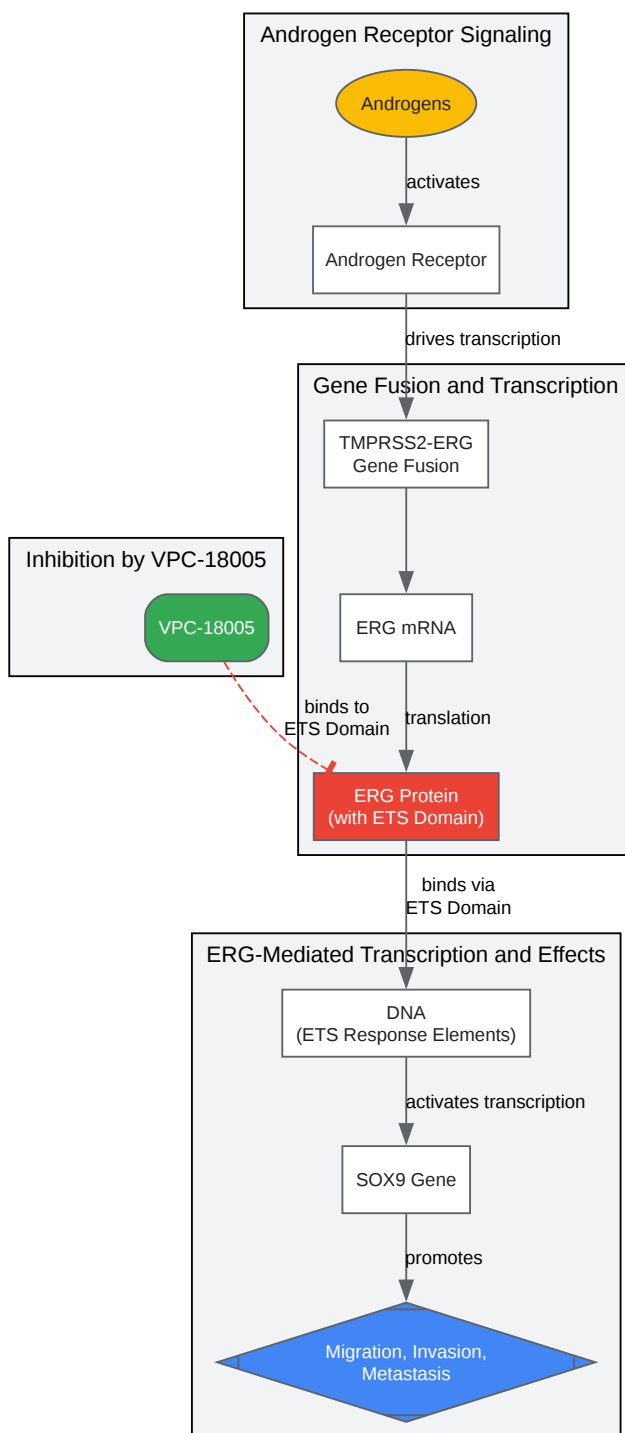 Androgen Receptor Signaling
Androgens
activates
Androgen Receptor
drives transcription
Gene Fusion and Transcription
TMPRSS2-ERG
Gene Fusion
Inhibition by VPC-18005
VPC-18005
ERG mRNA
binds to
ETS Domain
translation
ERG Protein
(with ETS Domain)
binds via
ETS Domain
ERG-Mediated Transcription and Effects
DNA
(ETS Response Elements)
activates transcription
SOX9 Gene
promotes
Migration, Invasion,
Metastasis